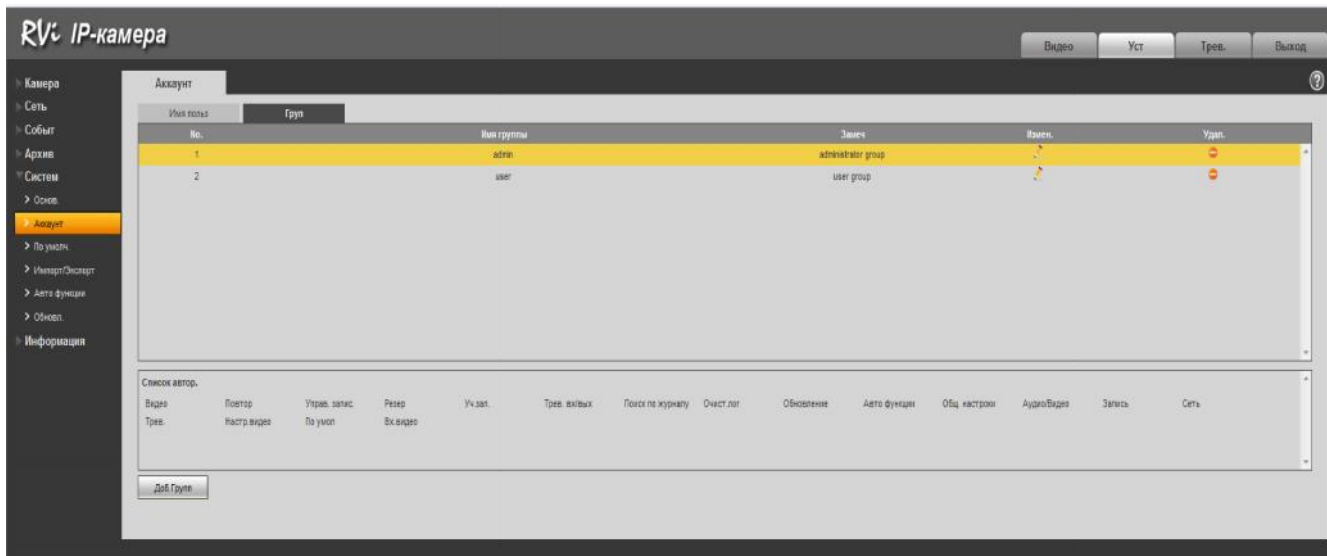 RVi IP-камера
Видео Уст Трев. Выход
Камера
Сеть
Событ
Архив
Систем
Основ.
Аккаунт
По умолч.
Импорт/Экспорт
Авто функции
Обновл.
Информация
Аккаунт
Имя польз Груп
No. Имя группы Замеч Измен. Удал.
1 admin administrator group
2 user user group
Список автор.
Видео Повтор Управ. запис. Резер Уч.зап. Трев. вх/вых Поиск по журналу Очист.лог Обновление Авто функции Общ. настроки Аудио/Видео Запись Сеть
Трев. Настр.видео По умол Вх.видео
Доб Групп